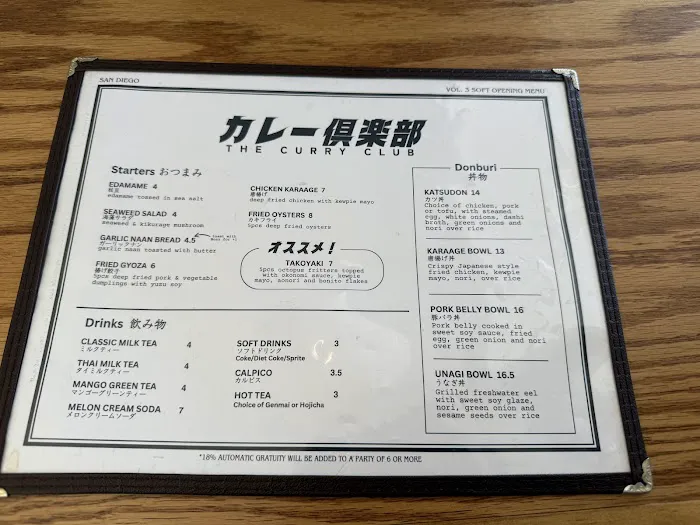 SAN DIEGO
VOL. 3 SOFT OPENING MENU
カレー倶楽部
THE CURRY CLUB
Starters おつまみ
EDAMAME 4
枝豆
edamame tossed in sea salt
SEAWEED SALAD 4
海藻サラダ
seaweed & kikurage mushroom
GARLIC NAAN BREAD 4.5
ガーリックナン
garlic naan toasted with butter
FRIED GYOZA 6
揚げ餃子
5pcs deep fried pork & vegetable
dumplings with yuzu soy
CHICKEN KARAAGE 7
唐揚げ
deep fried chicken with kewpie mayo
FRIED OYSTERS 8
カキフライ
5pcs deep fried oysters
オススメ!
TAKOYAKI 7
5pcs octopus fritters topped
with okonomi sauce, kewpie
mayo, aonori and bonito flakes
Drinks 飲み物
CLASSIC MILK TEA 4
ミルクティー
THAI MILK TEA 4
タイミルクティー
MANGO GREEN TEA 4
マンゴーグリーンティー
MELON CREAM SODA 7
メロンクリームソーダ
SOFT DRINKS 3
ソフトドリンク
Coke/Diet Coke/Sprite
CALPICO 3.5
カルピス
HOT TEA 3
Choice of Genmai or Hojicha
Donburi
丼物
KATSUDON 14
カツ丼
Choice of chicken, pork
or tofu, with steamed
egg, white onions, dashi
broth, green onions and
nori over rice
KARAAGE BOWL 13
唐揚げ丼
Crispy Japanese style
fried chicken, kewpie
mayo, nori, over rice
PORK BELLY BOWL 16
豚バラ丼
Pork belly cooked in
sweet soy sauce, fried
egg, green onion and nori
over rice
UNAGI BOWL 16.5
うなぎ丼
Grilled freshwater eel
with sweet soy glaze,
nori, green onion and
sesame seeds over rice
*18% AUTOMATIC GRATUITY WILL BE ADDED TO A PARTY OF 6 OR MORE